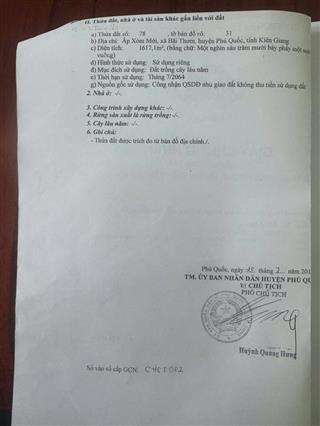 II. Thửa đất, nhà ở và tài sản khác gắn liền với đất
a) Thửa đất số: 78 , tờ bản đồ số: 31
b) Địa chỉ: Ấp Xóm Mới, xã Bãi Thơm, huyện Phú Quốc, tỉnh Kiên Giang
c) Diện tích: 1617,1m², (bằng chữ: Một nghìn sáu trăm mười bảy phẩy một
vuông)
d) Hình thức sử dụng: Sử dụng riêng
đ) Mục đích sử dụng: Đất trồng cây lâu năm
e) Thời hạn sử dụng: Tháng 7/2064
g) Nguồn gốc sử dụng: Công nhận QSDĐ như giao đất không thu tiền sử dụng đất
2. Nhà ở: -/-.
3. Công trình xây dựng khác: -/-.
4. Rừng sản xuất là rừng trồng: -/-.
5. Cây lâu năm: -/-.
6. Ghi chú:
- Thửa đất được trích đo từ bản đồ địa chính./.
Phú Quốc, ngày tháng 2 năm 201
TM. ỦY BAN NHÂN DÂN HUYỆN PHÚ QU
CHỦ TỊCH
PHÓ CHỦ TỊCH
Huỳnh Quang Hưng
Số vào sổ cấp GCN: